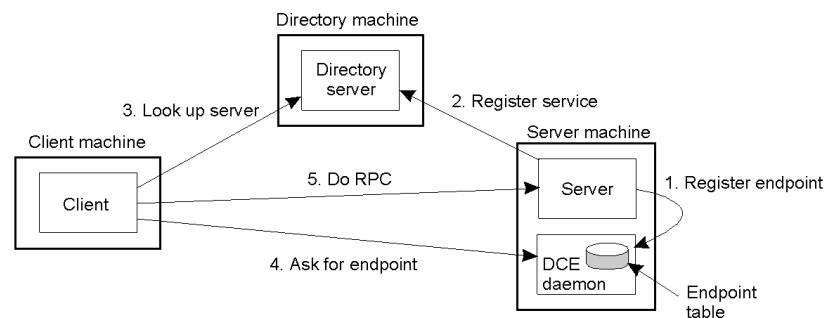 Directory machine
Directory
server
3. Look up server
2. Register service
Client machine
Server machine
Client
5. Do RPC
Server
1. Register endpoint
4. Ask for endpoint
DCE
daemon
Endpoint
table